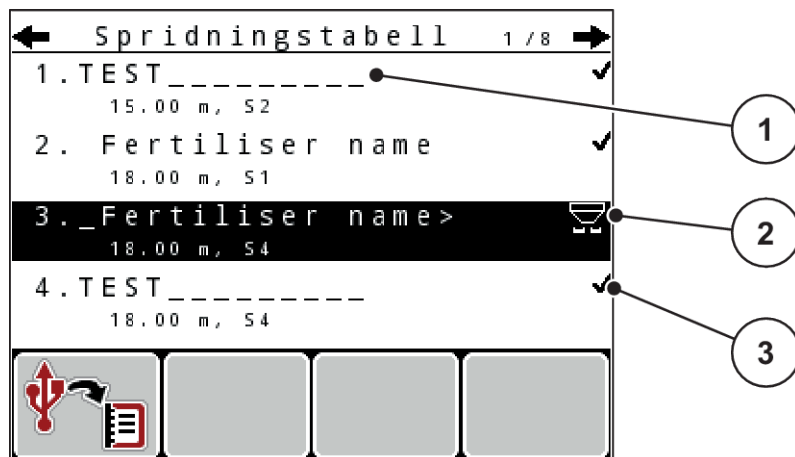 Spridningstabell 1/8
1.TEST_________
15.00 m, S2
2. Fertiliser name
18.00 m, S1
3._Fertiliser name>
18.00 m, S4
4.TEST_________
18.00 m, S4
1
2
3